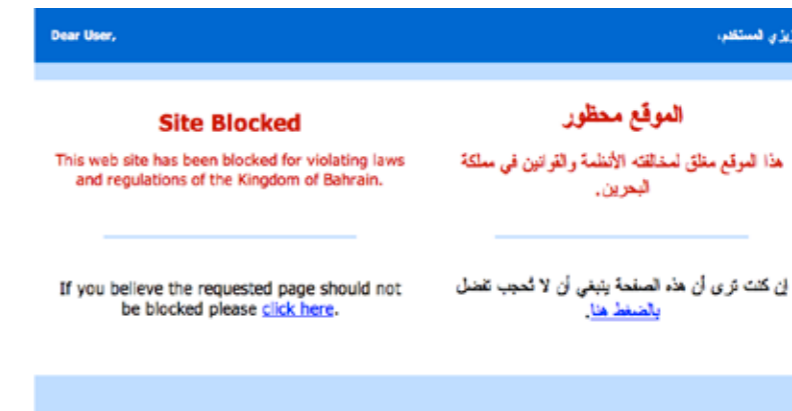 Dear User,
المستخدم،
Site Blocked
This web site has been blocked for violating laws
and regulations of the Kingdom of Bahrain.
If you believe the requested page should not
be blocked please click here.
الموقع محظور
هذا الموقع مغلق لمخالفته الأنظمة والقوانين في مملكة
البحرين.
إن كنت ترى أن هذه الصفحة ينبغي أن لا تُحجب تفضل
بالضغط هنا.